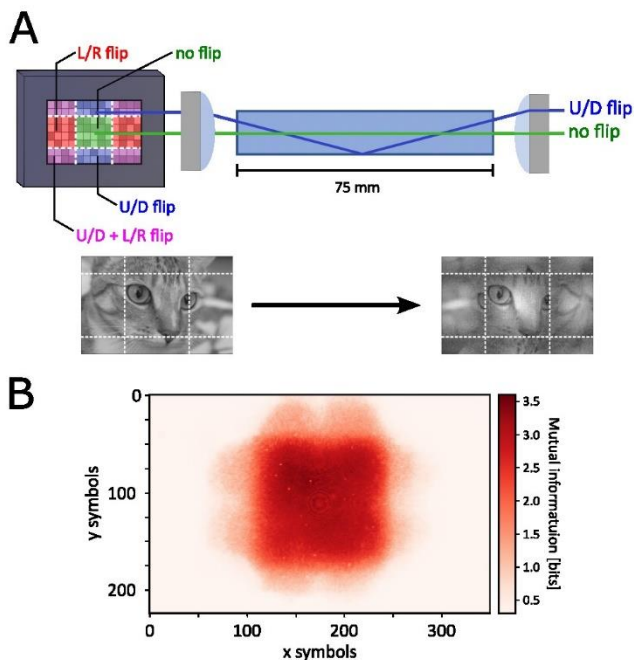 A
L/R flip
no flip
U/D flip
no flip
75 mm
U/D flip
U/D + L/R flip
B
0
100
200
y symbols
0
100
200
300
x symbols
3.5
3.0
2.5
2.0
1.5
1.0
0.5
Mutual informatuion [bits]